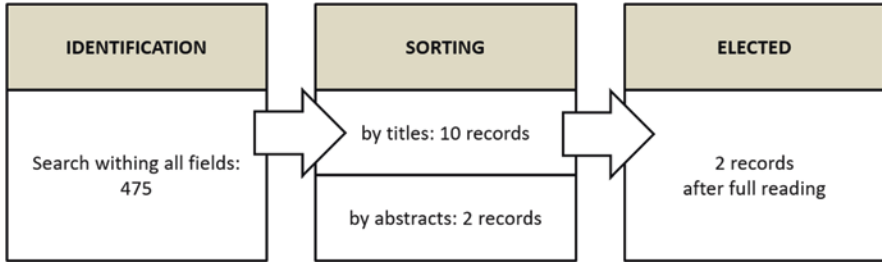 IDENTIFICATION
Search withing all fields:
475
SORTING
by titles: 10 records
by abstracts: 2 records
ELECTED
2 records
after full reading